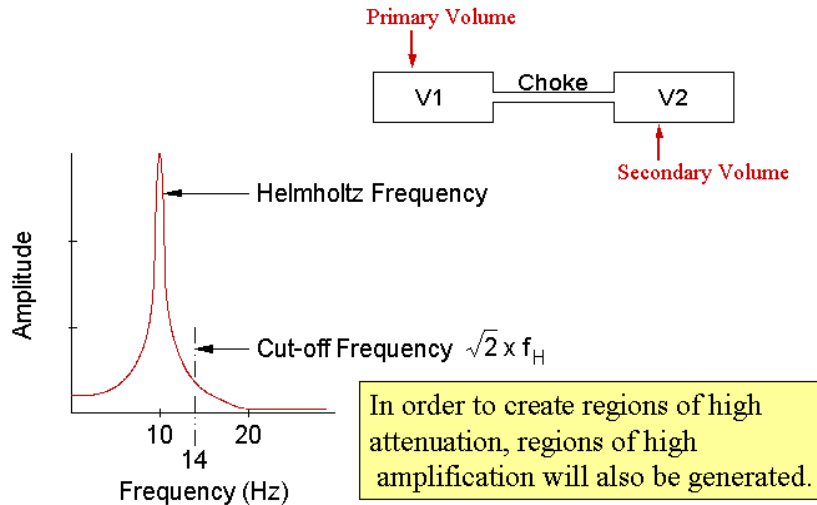 Primary Volume
V1
Choke
V2
Secondary Volume
Helmholtz Frequency
Amplitude
Cut-off Frequency √2 x f_H
10
20
14
Frequency (Hz)
In order to create regions of high
attenuation, regions of high
amplification will also be generated.